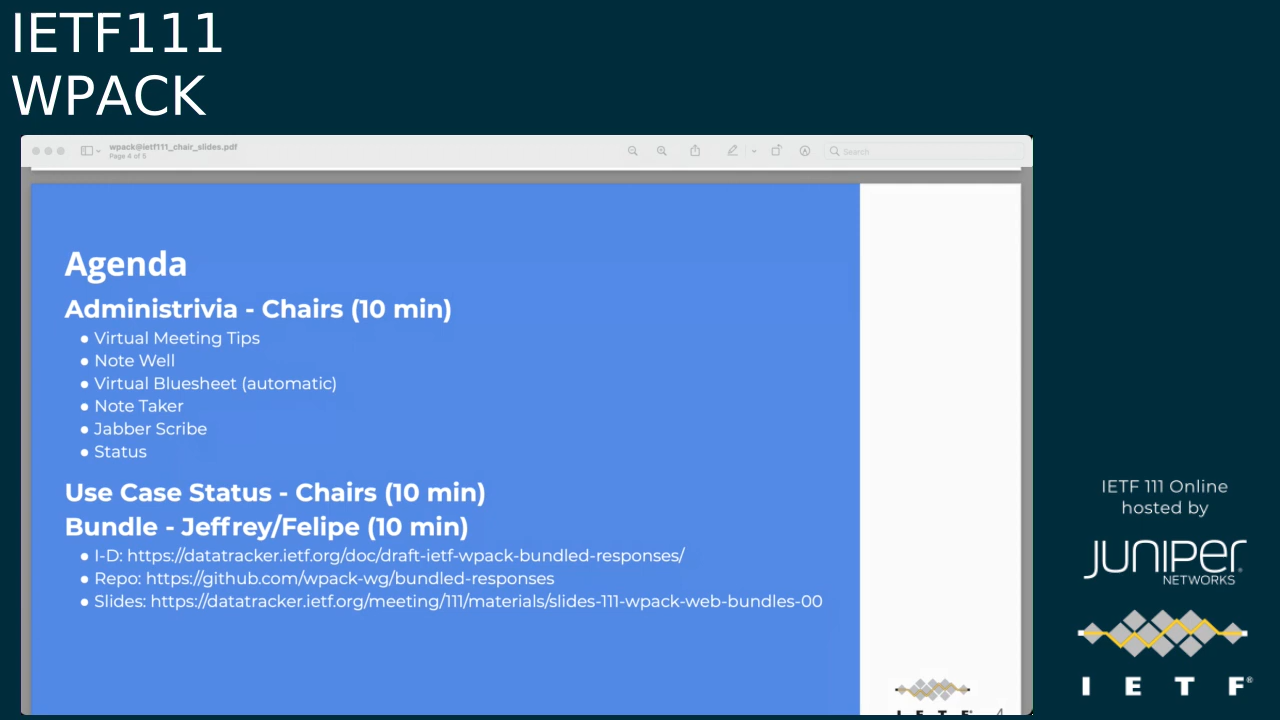 IETF111
WPACK
wpack@ietf111_chair_slides.pdf
Page 4 of 5
Search
Agenda
Administrivia - Chairs (10 min)
● Virtual Meeting Tips
● Note Well
● Virtual Bluesheet (automatic)
● Note Taker
● Jabber Scribe
● Status
Use Case Status - Chairs (10 min)
Bundle - Jeffrey/Felipe (10 min)
● I-D: https://datatracker.ietf.org/doc/draft-ietf-wpack-bundled-responses/
● Repo: https://github.com/wpack-wg/bundled-responses
● Slides: https://datatracker.ietf.org/meeting/111/materials/slides-111-wpack-web-bundles-00
I E T F
4
IETF 111 Online
hosted by
JUNIPER
NETWORKS
I E T F®